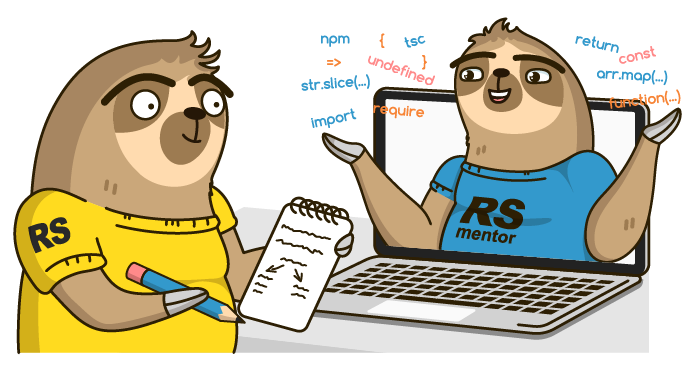 npm { tsc
=> undefined }
str.slice(...)
import require
return
const
arr.map(...)
function(...)
RS
RS
mentor